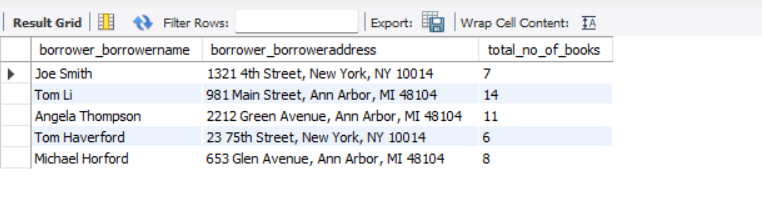 Result Grid Filter Rows: Export: Wrap Cell Content: IA
borrower_borrowername borrower_borroweraddress total_no_of_books
Joe Smith 1321 4th Street, New York, NY 10014 7
Tom Li 981 Main Street, Ann Arbor, MI 48104 14
Angela Thompson 2212 Green Avenue, Ann Arbor, MI 48104 11
Tom Haverford 23 75th Street, New York, NY 10014 6
Michael Horford 653 Glen Avenue, Ann Arbor, MI 48104 8